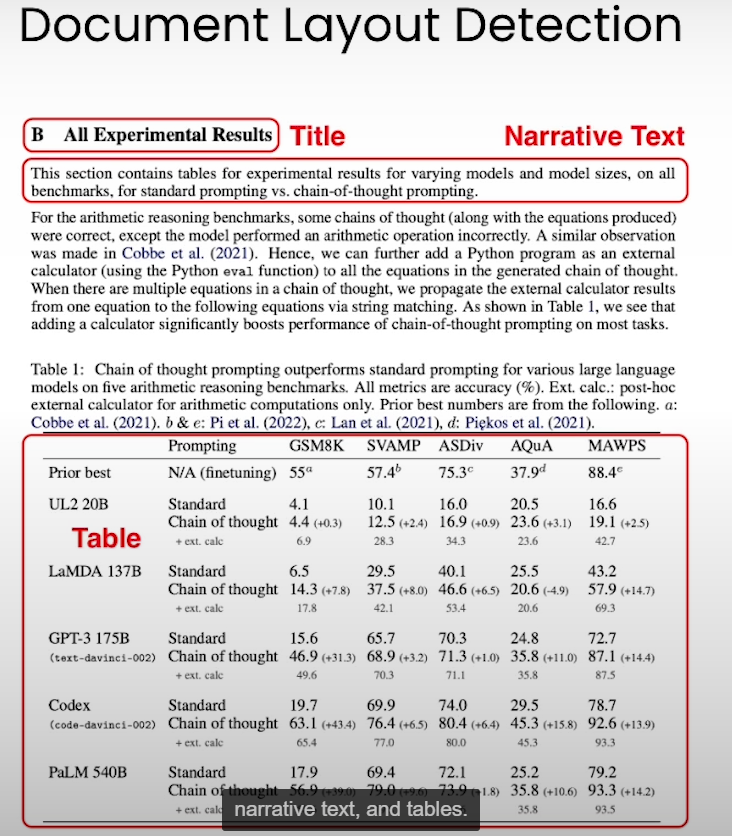 Document Layout Detection
B All Experimental Results Title Narrative Text
This section contains tables for experimental results for varying models and model sizes, on all
benchmarks, for standard prompting vs. chain-of-thought prompting.
For the arithmetic reasoning benchmarks, some chains of thought (along with the equations produced)
were correct, except the model performed an arithmetic operation incorrectly. A similar observation
was made in Cobbe et al. (2021). Hence, we can further add a Python program as an external
calculator (using the Python eval function) to all the equations in the generated chain of thought.
When there are multiple equations in a chain of thought, we propagate the external calculator results
from one equation to the following equations via string matching. As shown in Table 1, we see that
adding a calculator significantly boosts performance of chain-of-thought prompting on most tasks.
Table 1: Chain of thought prompting outperforms standard prompting for various large language
models on five arithmetic reasoning benchmarks. All metrics are accuracy (%). Ext. calc.: post-hoc
external calculator for arithmetic computations only. Prior best numbers are from the following. a:
Cobbe et al. (2021). b & e: Pi et al. (2022), c: Lan et al. (2021), d: Piękos et al. (2021).
Prompting GSM8K SVAMP ASDiv AQuA MAWPS
Prior best N/A (finetuning) 55a 57.4b 75.3c 37.9d 88.4e
UL2 20B Standard 4.1 10.1 16.0 20.5 16.6
Chain of thought 4.4 (+0.3) 12.5 (+2.4) 16.9 (+0.9) 23.6 (+3.1) 19.1 (+2.5)
Table + ext. calc 6.9 28.3 34.3 23.6 42.7
LaMDA 137B Standard 6.5 29.5 40.1 25.5 43.2
Chain of thought 14.3 (+7.8) 37.5 (+8.0) 46.6 (+6.5) 20.6 (-4.9) 57.9 (+14.7)
+ ext. calc 17.8 42.1 53.4 20.6 69.3
GPT-3 175B Standard 15.6 65.7 70.3 24.8 72.7
(text-davinci-002) Chain of thought 46.9 (+31.3) 68.9 (+3.2) 71.3 (+1.0) 35.8 (+11.0) 87.1 (+14.4)
+ ext. calc 49.6 70.3 71.1 35.8 87.5
Codex Standard 19.7 69.9 74.0 29.5 78.7
(code-davinci-002) Chain of thought 63.1 (+43.4) 76.4 (+6.5) 80.4 (+6.4) 45.3 (+15.8) 92.6 (+13.9)
+ ext. calc 65.4 77.0 80.0 45.3 93.3
PaLM 540B Standard 17.9 69.4 72.1 25.2 79.2
Chain of thought 56.9 (+39.0) 79.0 (+9.6) 73.9 (+1.8) 35.8 (+10.6) 93.3 (+14.2)
+ ext. calc 35.8 93.5
narrative text, and tables.